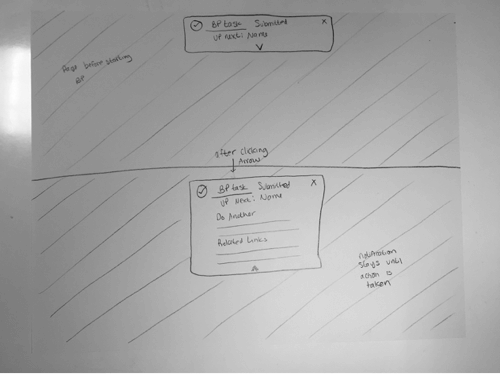 BP task Submitted X
Up Next: Name
Page before starting
BP
after clicking
Arrow
BP task Submitted X
Up Next: Name
Do Another
Related Links
notification
stays until
action is
taken